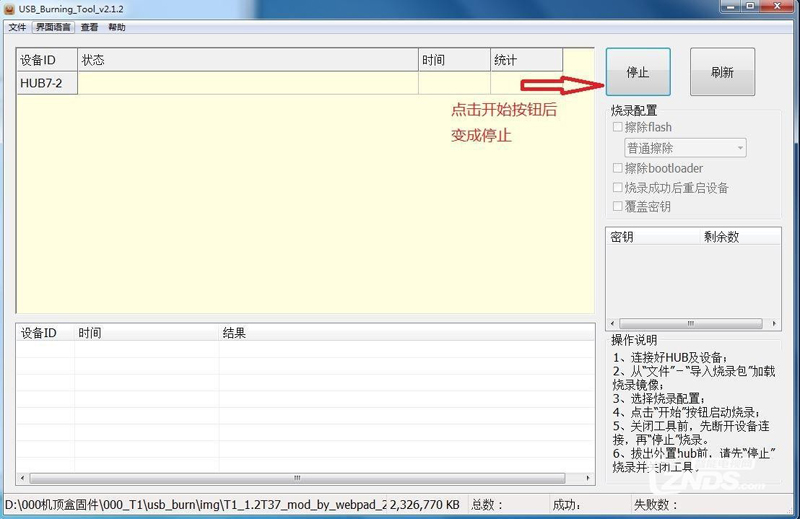 USB_Burning_Tool_v2.1.2
文件 界面语言 查看 帮助
设备ID 状态 时间 统计
HUB7-2
停止 刷新
点击开始按钮后
变成停止
烧录配置
擦除flash
普通擦除
擦除bootloader
烧录成功后重启设备
覆盖密钥
密钥 剩余数
设备ID 时间 结果
操作说明
1、连接好HUB及设备;
2、从“文件”－“导入烧录包”加载
烧录镜像;
3、选择烧录配置;
4、点击“开始”按钮启动烧录;
5、关闭工具前，先断开设备连
接，再“停止”烧录。
6、拔出外置hub前，请先“停止”
烧录并关闭工具。
ZNDS.com
D:\000机顶盒固件\000_T1\usb_burn\img\T1_1.2T37_mod_by_webpad_2 2,326,770 KB 总数： 成功： 失败数：